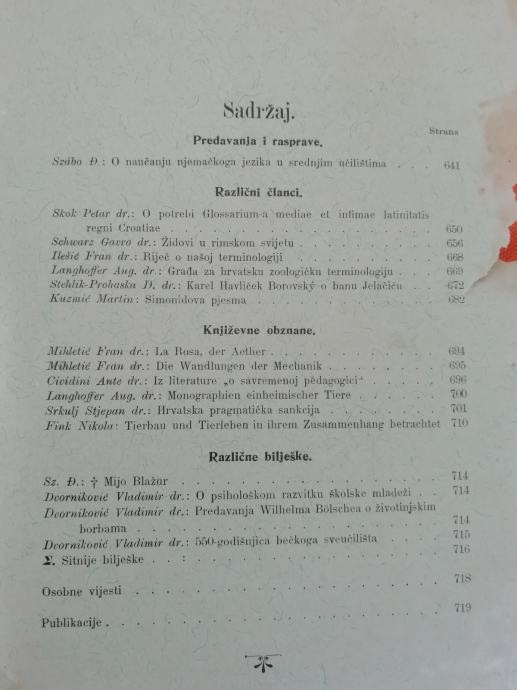 Sadržaj.
Strana
Predavanja i rasprave.
Szábo Đ.: O naučanju njemačkoga jezika u srednjim učilištima . . . 641
Različni članci.
Skok Petar dr.: O potrebi Glossarium-a mediae et infimae latinitatis
regni Croatiae . . . . . . . . . . . . . . . . 650
Schwarz Gavro dr.: Židovi u rimskom svijetu . . . . . . . . . 656
Ilešić Fran dr.: Riječ o našoj terminologiji . . . . . . . . . . 668
Langhoffer Aug. dr.: Građa za hrvatsku zoologičku terminologiju . . . 669
Stehlik-Prohaska D. dr.: Karel Havlíček Borovský o banu Jelačiću . . 672
Kuzmić Martin: Simonidova pjesma . . . . . . . . . . . 682
Književne obznane.
Mihletić Fran dr.: La Rosa, der Aether . . . . . . . . . . . 694
Mihletić Fran dr.: Die Wandlungen der Mechanik . . . . . . . . 695
Cividini Ante dr.: Iz literature „o savremenoj pedagogici“ . . . . . 696
Langhoffer Aug. dr.: Monographien einheimischer Tiere . . . . . . 700
Srkulj Stjepan dr.: Hrvatska pragmatička sankcija . . . . . . . 701
Fink Nikola: Tierbau und Tierleben in ihrem Zusammenhang betrachtet 710
Različne bilješke.
Sz. Đ.: † Mijo Blažar . . . . . . . . . . . . . . . 714
Dvorniković Vladimir dr.: O psihološkom razvitku školske mladeži . . 714
Dvorniković Vladimir dr.: Predavanja Wilhelma Bölschea o životinjskim
borbama . . . . . . . . . . . . . . . . . 714
Dvorniković Vladimir dr.: 550-godišnjica bečkoga sveučilišta . . . . 715
Σ. Sitnije bilješke . . : . . . . . . . . . . . . . 716
Osobne vijesti . . . . . . . . . . . . . . . . . 718
Publikacije . . . . . . . . . . . . . . . . . . 719